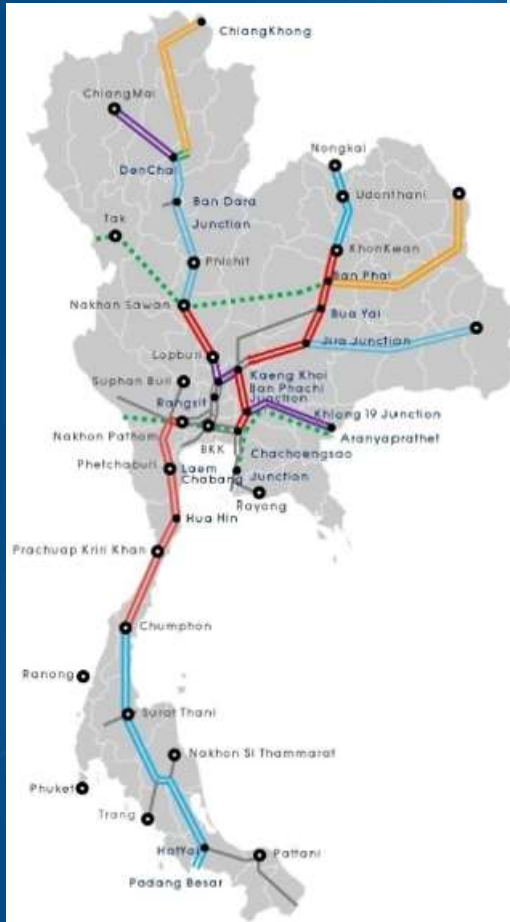 ChiangKhong
ChiangMai
Nongkai
DenChai
Udonthani
Ban Dara
Junction
Tak
KhonKwan
Phichit
Ban Phai
Nakhon Sawan
Bua Yai
Lopburi
Jira Junction
Kaeng Khoi
Suphan Buri
Ban Phachi
Junction
Rangsit
Khlong 19 Junction
Nakhon Pathom
Aranyaprathet
BKK
Chachoengsao
Junction
Phetchaburi
Laem
Chabang
Rayong
Hua Hin
Prachuap Kriri Khan
Chumphon
Ranong
Surat Thani
Nakhon Si Thammarat
Phuket
Trang
HatYai
Pattani
Padang Besar